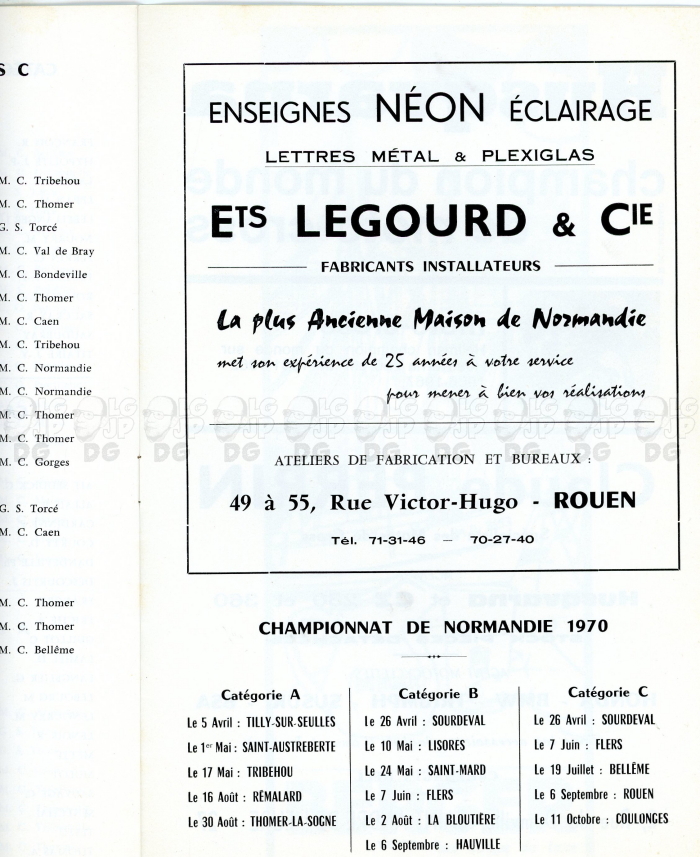 S C
M. C. Tribehou
M. C. Thomer
G. S. Torcé
M. C. Val de Bray
M. C. Bondeville
M. C. Thomer
M. C. Caen
M. C. Tribehou
M. C. Normandie
M. C. Normandie
M. C. Thomer
M. C. Thomer
M. C. Gorges
G. S. Torcé
M. C. Caen
M. C. Thomer
M. C. Thomer
M. C. Bellême
ENSEIGNES NÉON ÉCLAIRAGE
LETTRES MÉTAL & PLEXIGLAS
ETS LEGOURD & CIE
FABRICANTS INSTALLATEURS
La plus Ancienne Maison de Normandie
met son expérience de 25 années à votre service
pour mener à bien vos réalisations
ATELIERS DE FABRICATION ET BUREAUX :
49 à 55, Rue Victor-Hugo - ROUEN
Tél. 71-31-46 — 70-27-40
CHAMPIONNAT DE NORMANDIE 1970
Catégorie A
Le 5 Avril : TILLY-SUR-SEULLES
Le 1er Mai : SAINT-AUSTREBERTE
Le 17 Mai : TRIBEHOU
Le 16 Août : RÉMALARD
Le 30 Août : THOMER-LA-SOGNE
Catégorie B
Le 26 Avril : SOURDEVAL
Le 10 Mai : LISORES
Le 24 Mai : SAINT-MARD
Le 7 Juin : FLERS
Le 2 Août : LA BLOUTIÈRE
Le 6 Septembre : HAUVILLE
Catégorie C
Le 26 Avril : SOURDEVAL
Le 7 Juin : FLERS
Le 19 Juillet : BELLÊME
Le 6 Septembre : ROUEN
Le 11 Octobre : COULONGES